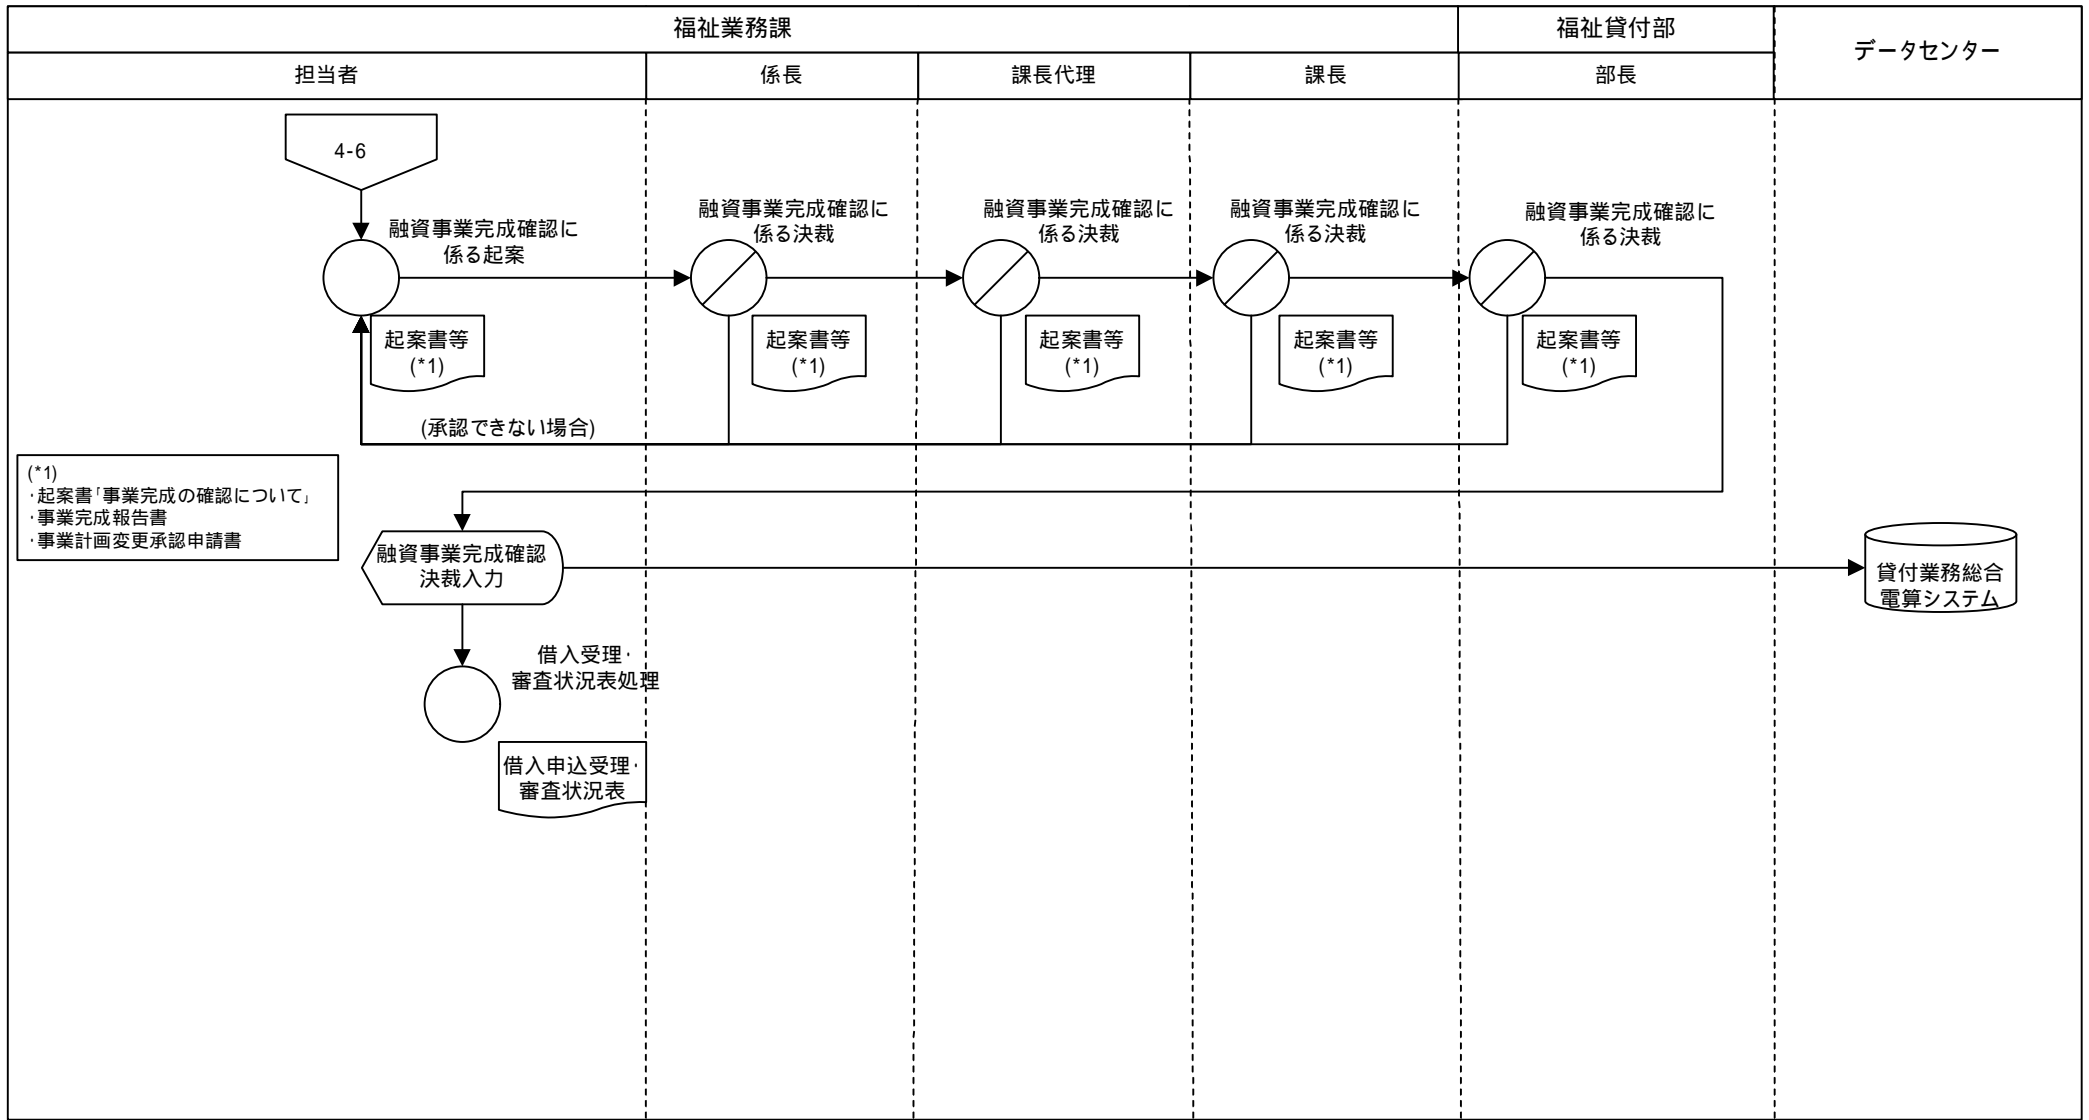 福祉業務課
福祉貸付部
データセンター
担当者
係長
課長代理
課長
部長
4-6
融資事業完成確認に
係る起案
融資事業完成確認に
係る決裁
融資事業完成確認に
係る決裁
融資事業完成確認に
係る決裁
融資事業完成確認に
係る決裁
起案書等
(*1)
起案書等
(*1)
起案書等
(*1)
起案書等
(*1)
起案書等
(*1)
(承認できない場合)
(*1)
・起案書「事業完成の確認について」
・事業完成報告書
・事業計画変更承認申請書
融資事業完成確認
決裁入力
貸付業務総合
電算システム
借入受理・
審査状況表処理
借入申込受理・
審査状況表